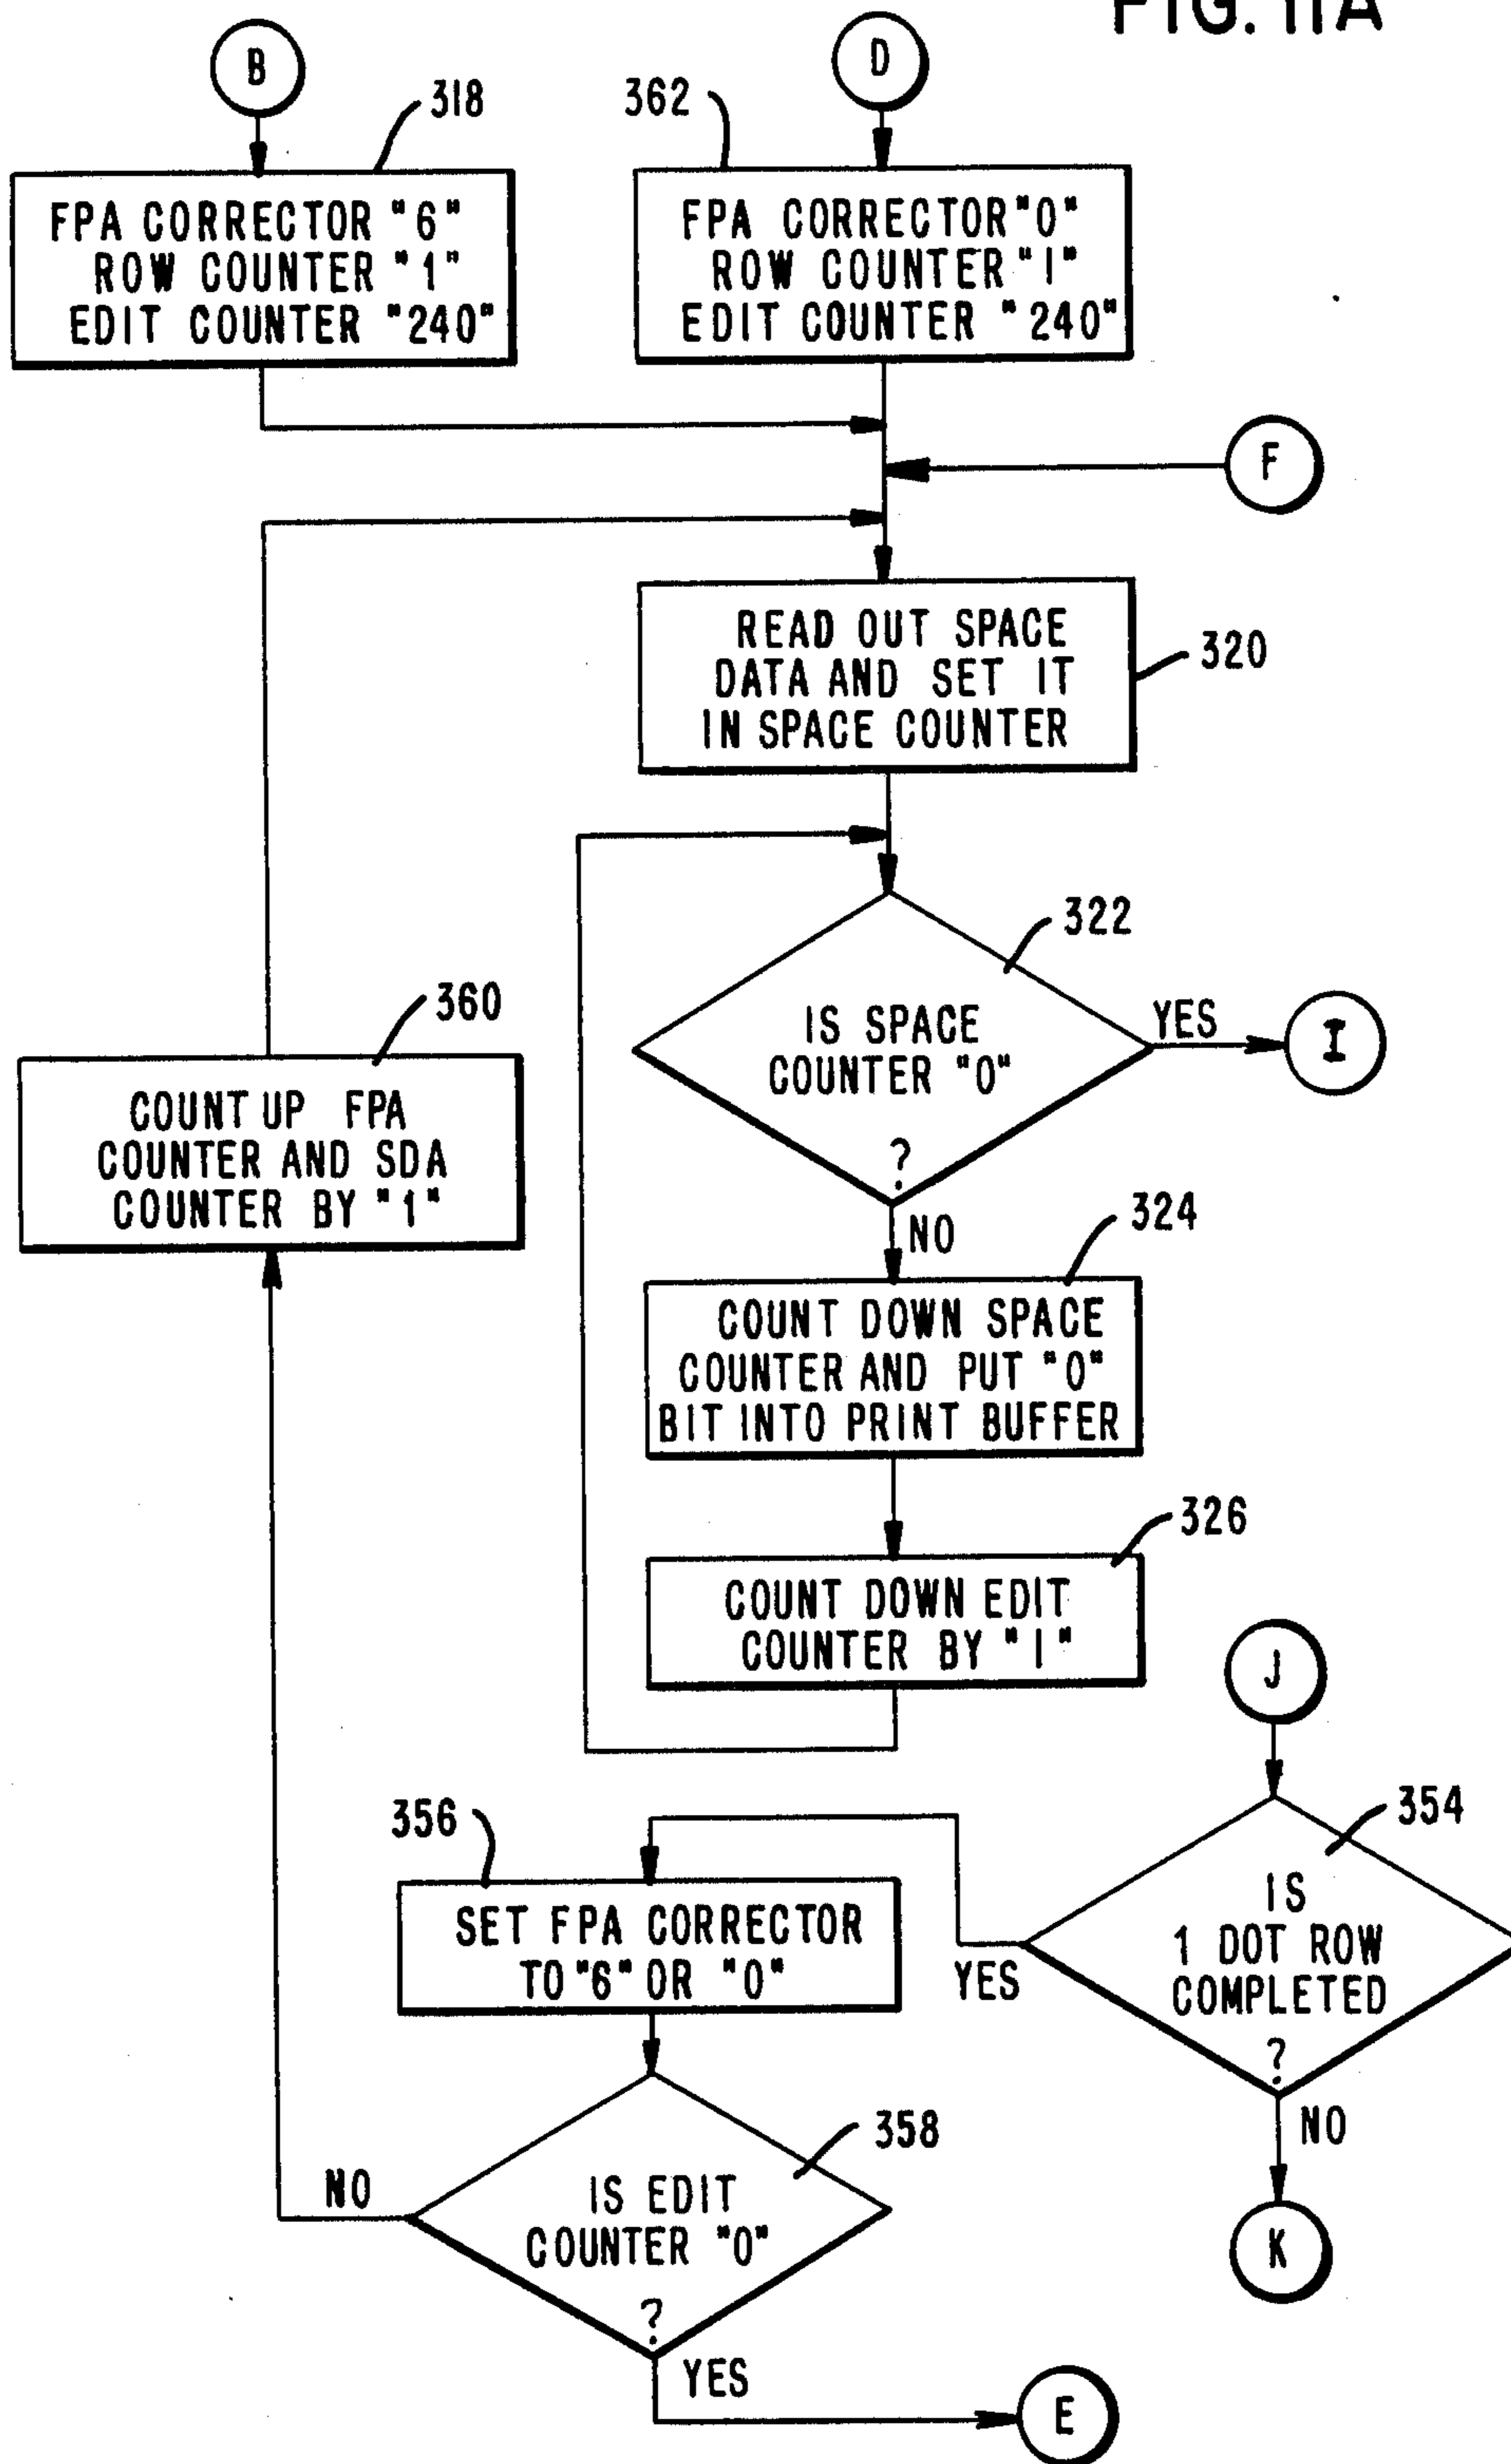 FIG. 11A
B
D
318
362
FPA CORRECTOR "6"
ROW COUNTER "1"
EDIT COUNTER "240"
FPA CORRECTOR "0"
ROW COUNTER "1"
EDIT COUNTER "240"
F
READ OUT SPACE
DATA AND SET IT
IN SPACE COUNTER
320
322
IS SPACE
COUNTER "0"
?
YES
I
NO
360
COUNT UP FPA
COUNTER AND SDA
COUNTER BY "1"
324
COUNT DOWN SPACE
COUNTER AND PUT "0"
BIT INTO PRINT BUFFER
326
COUNT DOWN EDIT
COUNTER BY "1"
J
354
IS
1 DOT ROW
COMPLETED
?
YES
NO
K
356
SET FPA CORRECTOR
TO "6" OR "0"
358
IS EDIT
COUNTER "0"
?
NO
YES
E